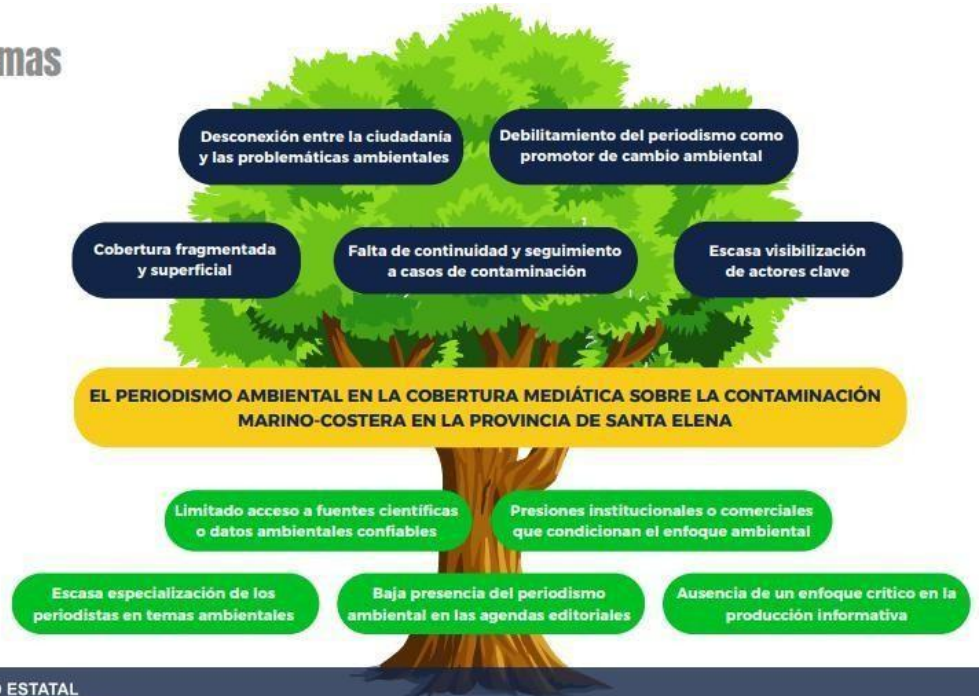 mas
Desconexión entre la ciudadanía
y las problemáticas ambientales
Debilitamiento del periodismo como
promotor de cambio ambiental
Cobertura fragmentada
y superficial
Falta de continuidad y seguimiento
a casos de contaminación
Escasa visibilización
de actores clave
EL PERIODISMO AMBIENTAL EN LA COBERTURA MEDIÁTICA SOBRE LA CONTAMINACIÓN
MARINO-COSTERA EN LA PROVINCIA DE SANTA ELENA
Limitado acceso a fuentes científicas
o datos ambientales confiables
Presiones institucionales o comerciales
que condicionan el enfoque ambiental
Escasa especialización de los
periodistas en temas ambientales
Baja presencia del periodismo
ambiental en las agendas editoriales
Ausencia de un enfoque crítico en la
producción informativa
ESTATAL